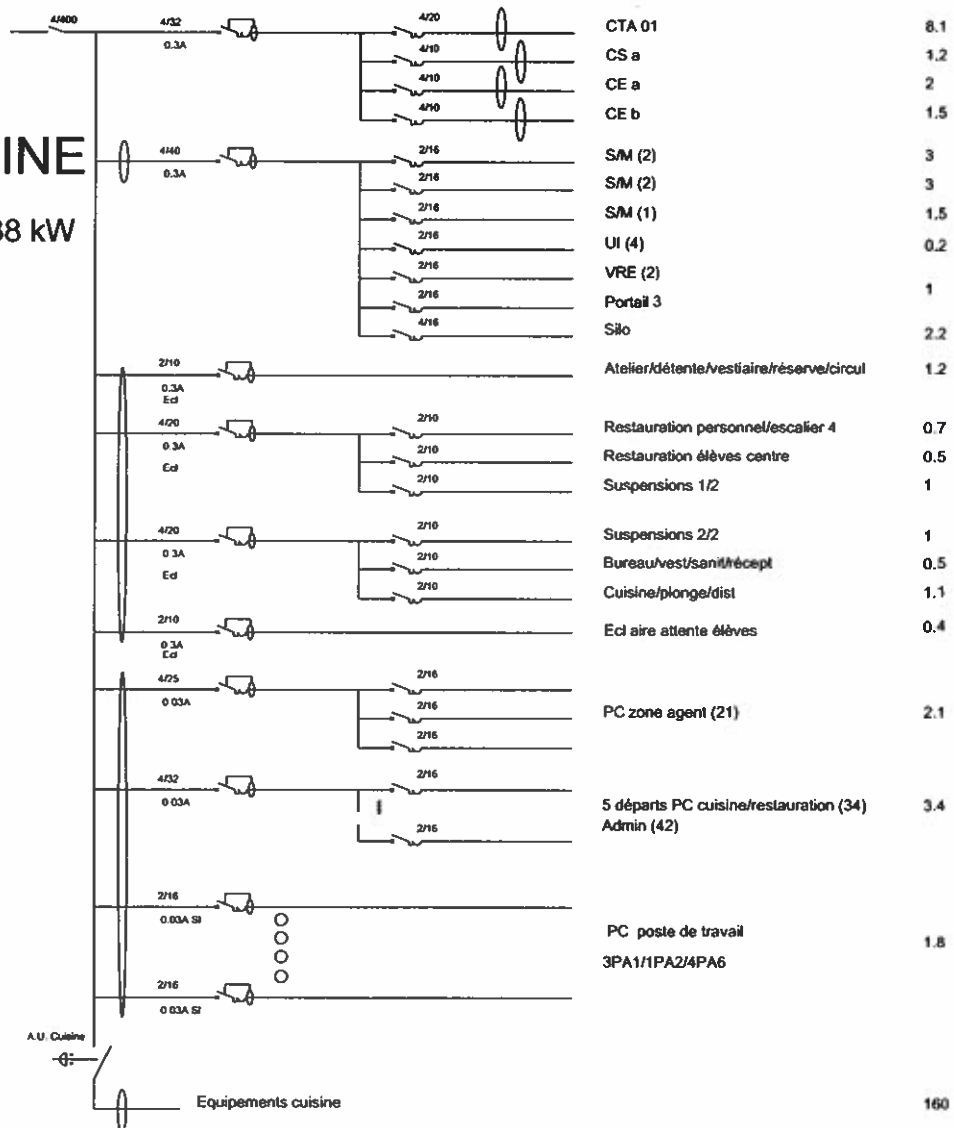 4/400 4/32 4/20 CTA 01 8.1
0.3A
4/10 CS a 1.2
4/10 CE a 2
4/10 CE b 1.5
INE 4/40 2/16 S/M (2) 3
0.3A
2/16 S/M (2) 3
2/16 S/M (1) 1.5
38 kW
2/16 UI (4) 0.2
2/16 VRE (2)
1
2/16 Portail 3
4/16 Silo 2.2
2/10 Atelier/détente/vestiaire/réserve/circul 1.2
0.3A
Ecl
4/20 2/10 Restauration personnel/escalier 4 0.7
0.3A
2/10 Restauration élèves centre 0.5
Ecl
2/10 Suspensions 1/2 1
4/20 2/10 Suspensions 2/2 1
0.3A
2/10 Bureau/vest/sanit/récept 0.5
Ecl
2/10 Cuisine/plonge/dist 1.1
2/10 Ecl aire attente élèves 0.4
0.3A
Ecl
4/25 2/16
0.03A
2/16 PC zone agent (21) 2.1
2/16
4/32 2/16
0.03A
5 départs PC cuisine/restauration (34) 3.4
2/16 Admin (42)
2/16
0.03A SI
PC poste de travail 1.8
3PA1/1PA2/4PA6
2/16
0.03A SI
A.U. Cuisine
Equipements cuisine 160